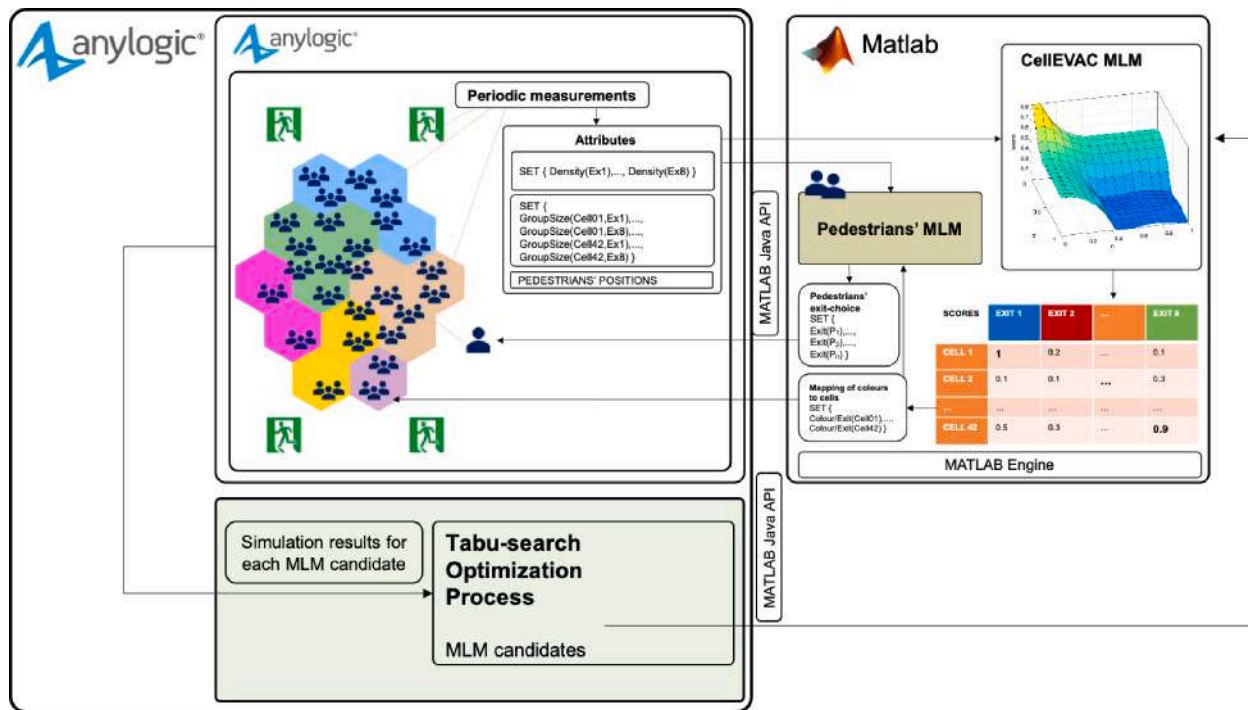 anylogic®
anylogic®
Periodic measurements
Attributes
SET { Density(Ex1),..., Density(Ex8) }
SET {
GroupSize(Cell01,Ex1),...,
GroupSize(Cell01,Ex8),...,
GroupSize(Cell42,Ex1),...,
GroupSize(Cell42,Ex8) }
PEDESTRIANS' POSITIONS
MATLAB Java API
Simulation results for
each MLM candidate
Tabu-search
Optimization
Process
MLM candidates
MATLAB Java API
Matlab
CellEVAC MLM
Pedestrians' MLM
Pedestrians'
exit-choice
SET {
Exit(P1),...,
Exit(P2),...,
Exit(Pn) }
Mapping of colours
to cells
SET {
Colour/Exit(Cell01),...,
Colour/Exit(Cell42) }
SCORES EXIT 1 EXIT 2 ... EXIT 8
CELL 1 1 0.2 ... 0.1
CELL 2 0.1 0.1 ... 0.3
... ... ... ... ...
CELL 42 0.5 0.3 ... 0.9
MATLAB Engine